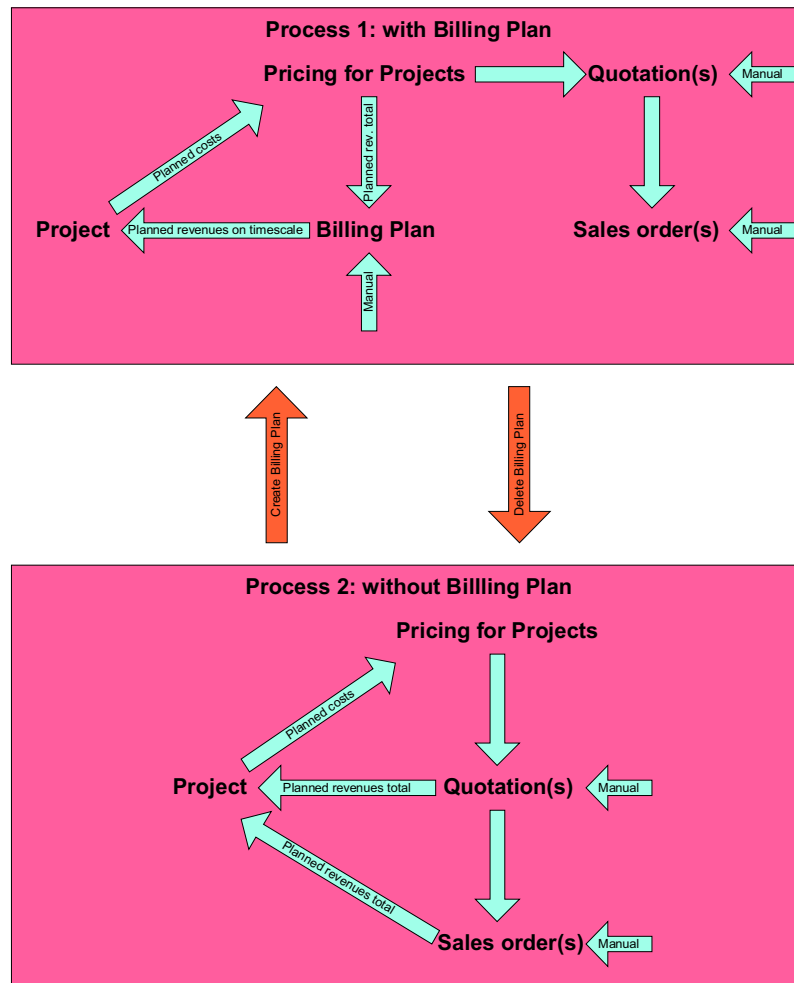 Process 1: with Billing Plan
Pricing for Projects
Quotation(s)
Manual
Planned costs
Planned rev. total
Project
Planned revenues on timescale
Billing Plan
Sales order(s)
Manual
Manual
Create Billing Plan
Delete Billing Plan
Process 2: without Billling Plan
Pricing for Projects
Planned costs
Project
Planned revenues total
Quotation(s)
Manual
Planned revenues total
Sales order(s)
Manual